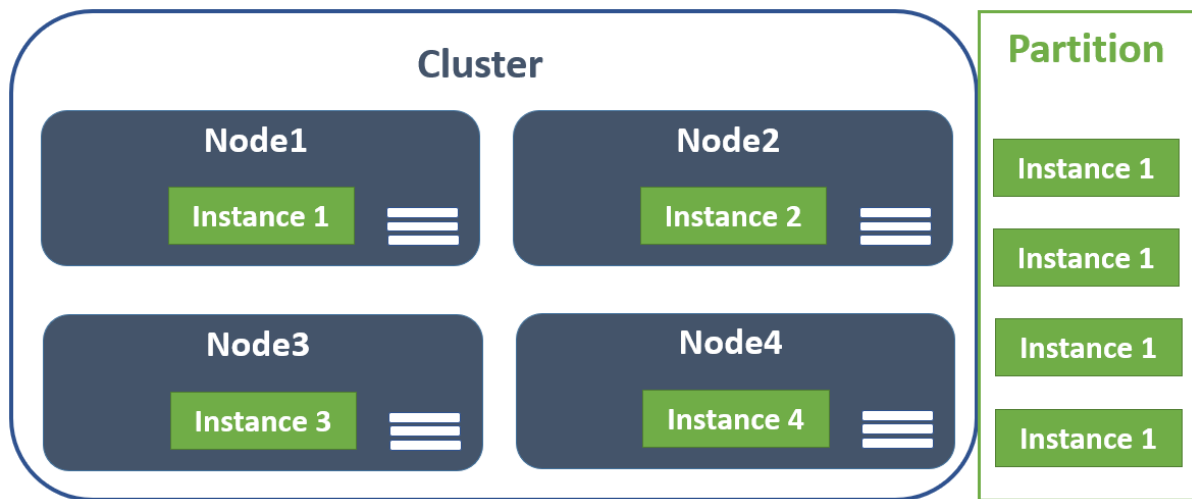 Cluster
Node1
Instance 1
Node2
Instance 2
Node3
Instance 3
Node4
Instance 4
Partition
Instance 1
Instance 1
Instance 1
Instance 1